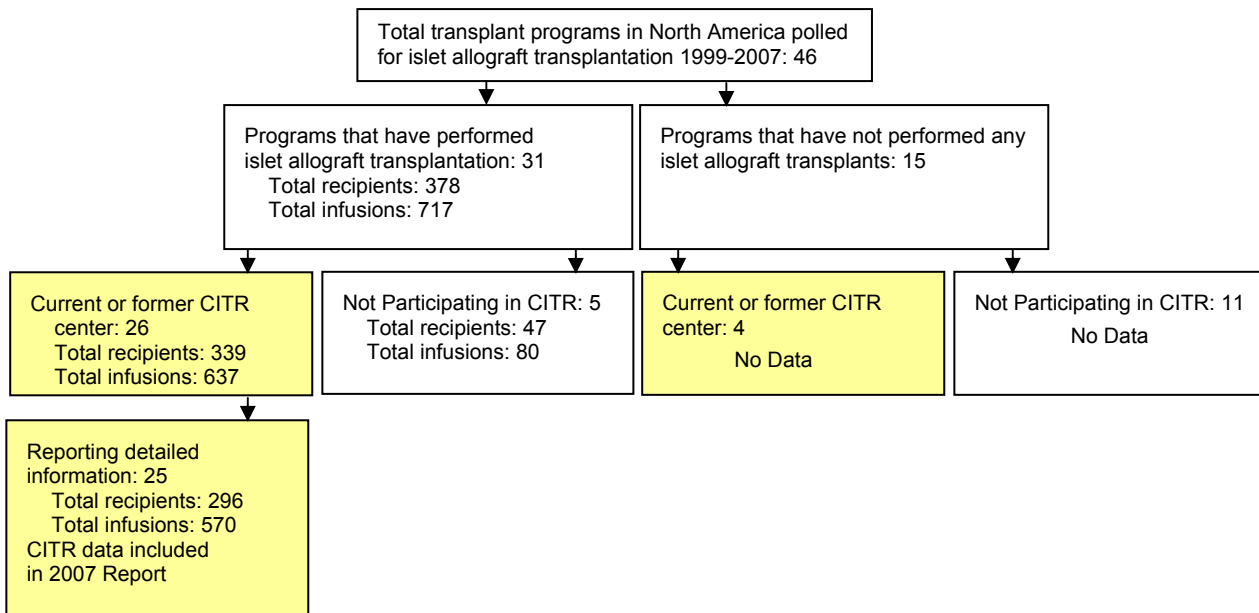 Total transplant programs in North America polled
for islet allograft transplantation 1999-2007: 46
Programs that have performed
islet allograft transplantation: 31
Total recipients: 378
Total infusions: 717
Programs that have not performed any
islet allograft transplants: 15
Current or former CITR
center: 26
Total recipients: 339
Total infusions: 637
Not Participating in CITR: 5
Total recipients: 47
Total infusions: 80
Current or former CITR
center: 4
No Data
Not Participating in CITR: 11
No Data
Reporting detailed
information: 25
Total recipients: 296
Total infusions: 570
CITR data included
in 2007 Report